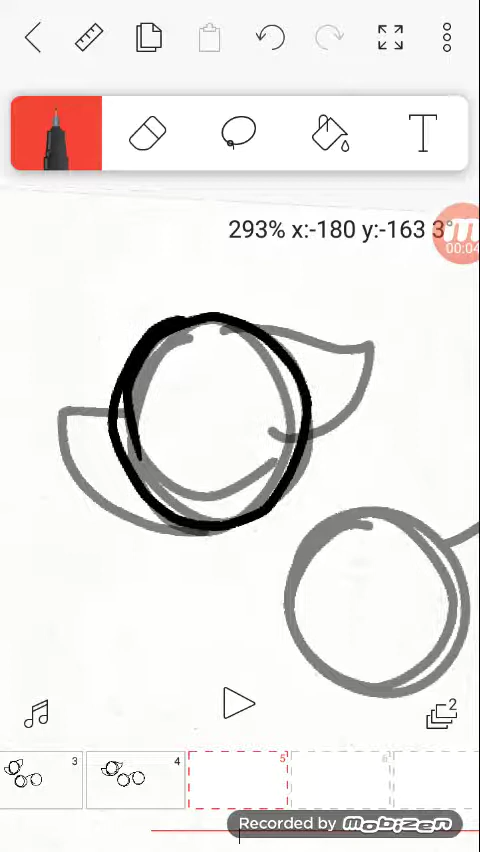 T
293% x:-180 y:-163 3°
00:04
2
3 4 5 6
Recorded by Mobizen